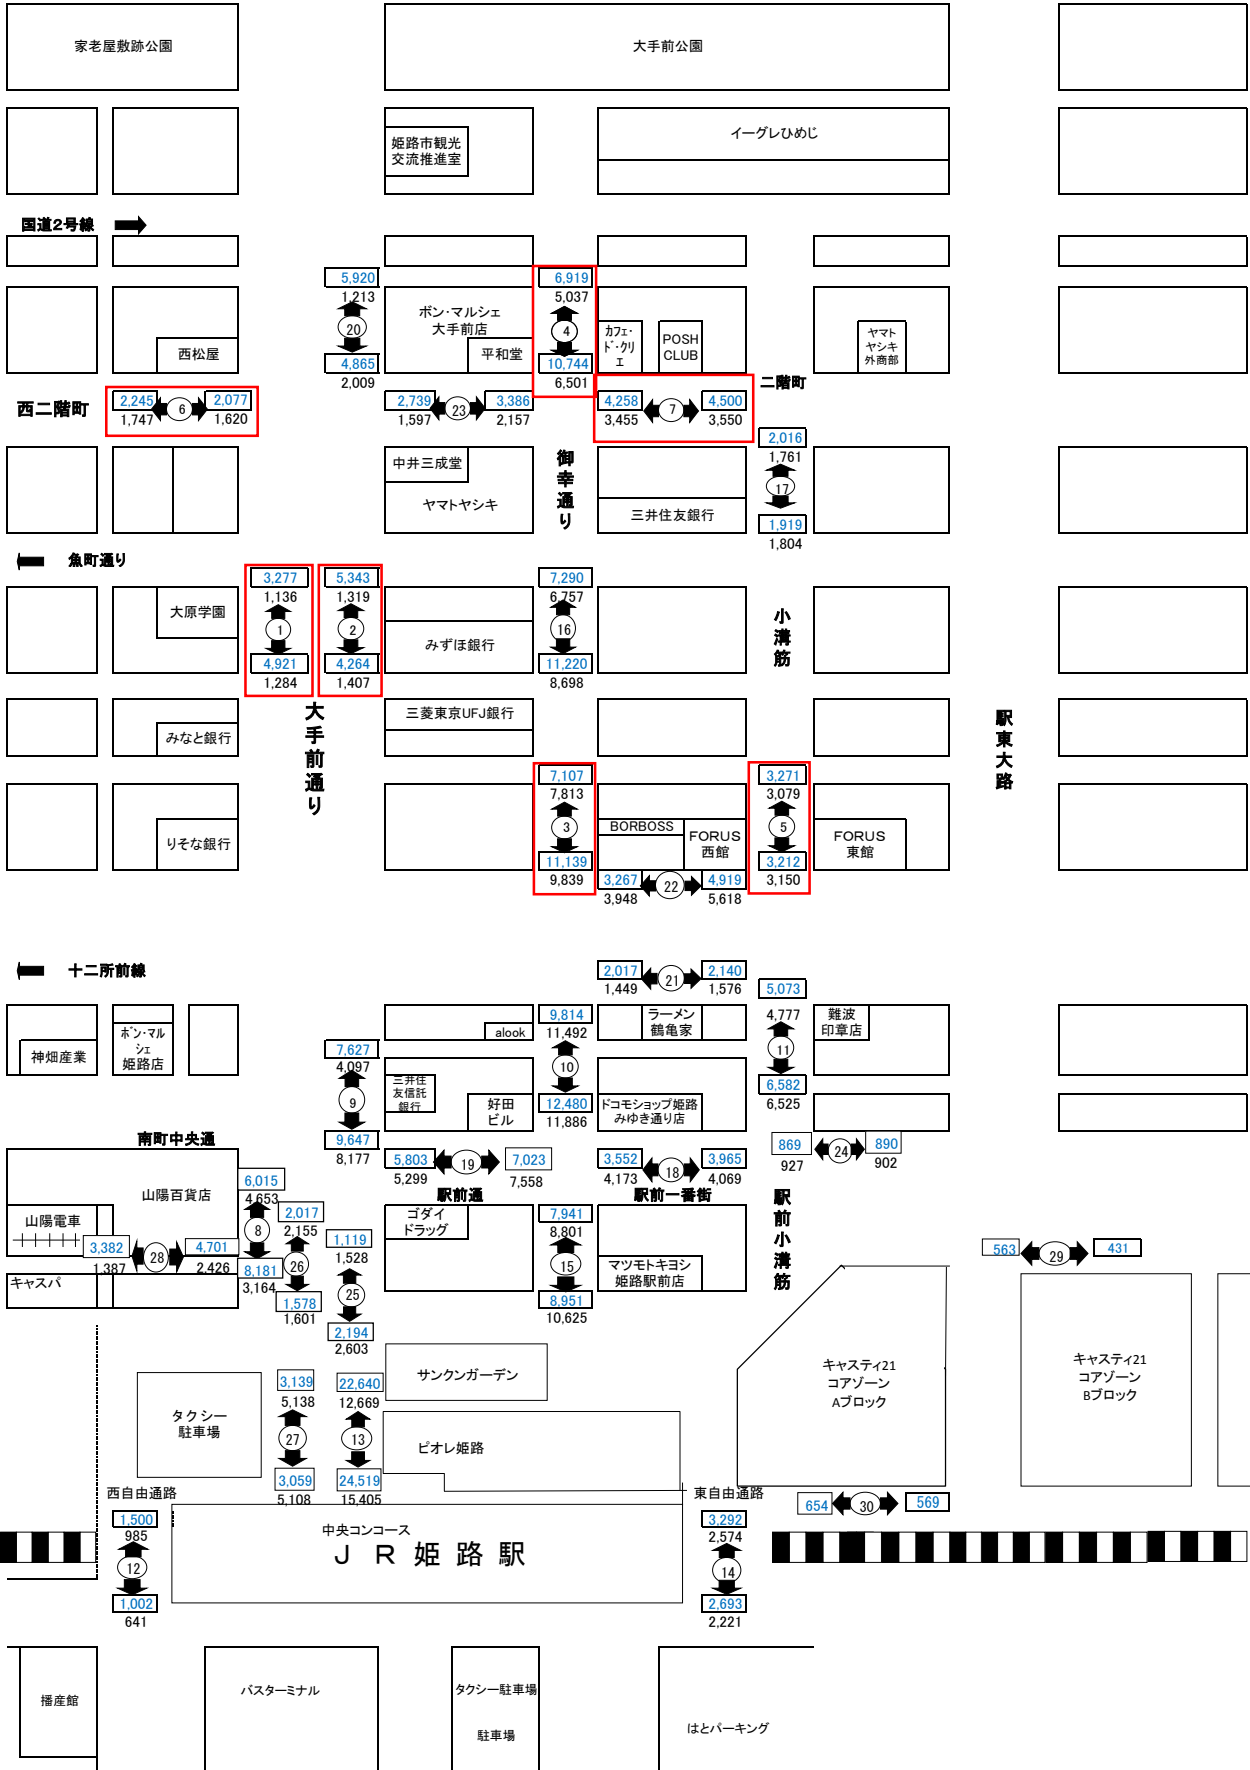 家老屋敷跡公園
大手前公園
姫路市観光
交流推進室
イーグレひめじ
国道2号線
5,920
1,213
20
4,865
2,009
ボン・マルシェ
大手前店
平和堂
6,919
5,037
4
10,744
6,501
カフェ・
ド・クリ
エ
POSH
CLUB
ヤマト
ヤシキ
外商部
西松屋
二階町
西二階町
2,245
1,747
6
2,077
1,620
2,739
1,597
23
3,386
2,157
4,258
3,455
7
4,500
3,550
2,016
1,761
17
1,919
1,804
中井三成堂
ヤマトヤシキ
御幸通り
三井住友銀行
魚町通り
大原学園
3,277
1,136
1
4,921
1,284
5,343
1,319
2
4,264
1,407
みずほ銀行
7,290
6,757
16
11,220
8,698
小溝筋
みなと銀行
大手前通り
三菱東京UFJ銀行
駅東大路
りそな銀行
7,107
7,813
3
11,139
9,839
BORBOSS
FORUS
西館
3,271
3,079
5
3,212
3,150
FORUS
東館
3,267
3,948
22
4,919
5,618
十二所前線
2,017
1,449
21
2,140
1,576
5,073
4,777
11
6,582
6,525
神畑産業
ボン・マル
シェ
姫路店
alook
9,814
11,492
10
12,480
11,886
ラーメン
鶴亀家
難波
印章店
7,627
4,097
9
9,647
8,177
三井住
友信託
銀行
好田
ビル
ドコモショップ姫路
みゆき通り店
南町中央通
869
927
24
890
902
5,803
5,299
19
7,023
7,558
3,552
4,173
18
3,965
4,069
山陽百貨店
6,015
4,653
8
8,181
3,164
駅前通
駅前一番街
駅前小溝筋
山陽電車
3,382
1,387
28
4,701
2,426
2,017
2,155
26
1,578
1,601
1,119
1,528
25
2,194
2,603
ゴダイ
ドラッグ
7,941
8,801
15
8,951
10,625
マツモトキヨシ
姫路駅前店
563
29
431
キャスパ
キャスティ21
コアゾーン
Aブロック
キャスティ21
コアゾーン
Bブロック
サンクンガーデン
タクシー
駐車場
3,139
5,138
27
3,059
5,108
22,640
12,669
13
24,519
15,405
ピオレ姫路
西自由通路
東自由通路
654
30
569
1,500
985
12
1,002
641
中央コンコース
ＪＲ姫路駅
3,292
2,574
14
2,693
2,221
播産館
バスターミナル
タクシー駐車場
駐車場
はとパーキング